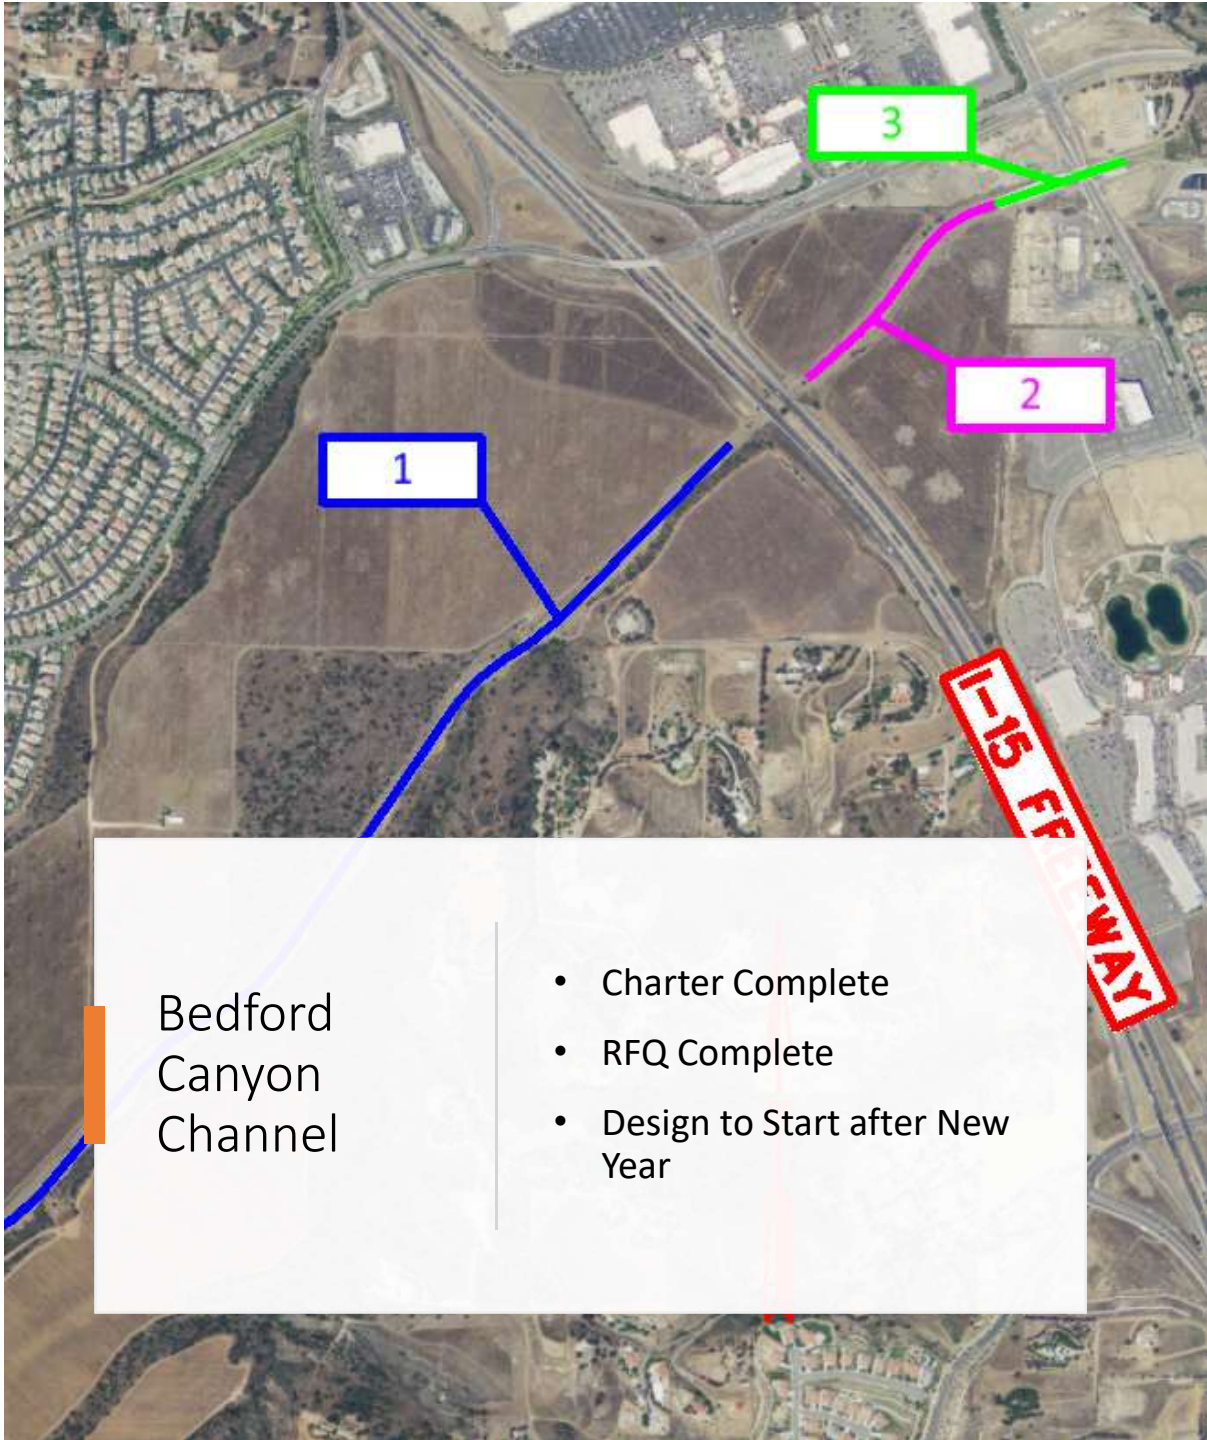 3
2
1
I-15 FREEWAY
Bedford
Canyon
Channel
• Charter Complete
• RFQ Complete
• Design to Start after New
Year